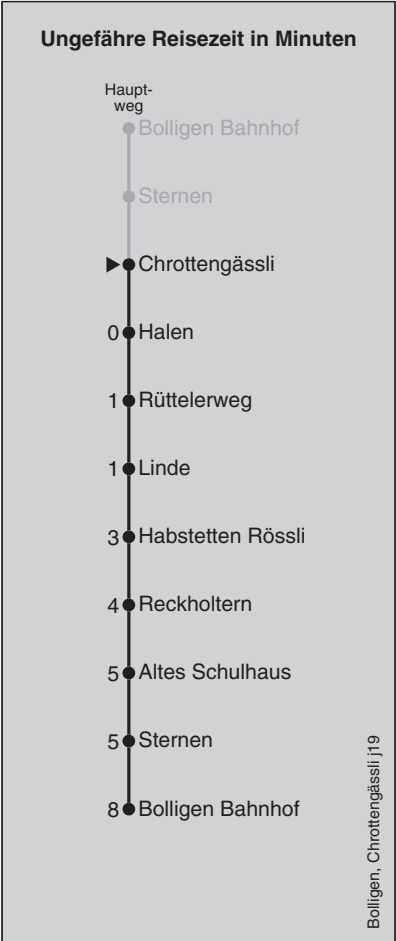 Ungefähre Reisezeit in Minuten
Haupt-
weg
Bolligen Bahnhof
Sternen
Chrottengässli
0 Halen
1 Rüttelerweg
1 Linde
3 Habstetten Rössli
4 Reckholtern
5 Altes Schulhaus
5 Sternen
8 Bolligen Bahnhof
Bolligen, Chrottengässli j19